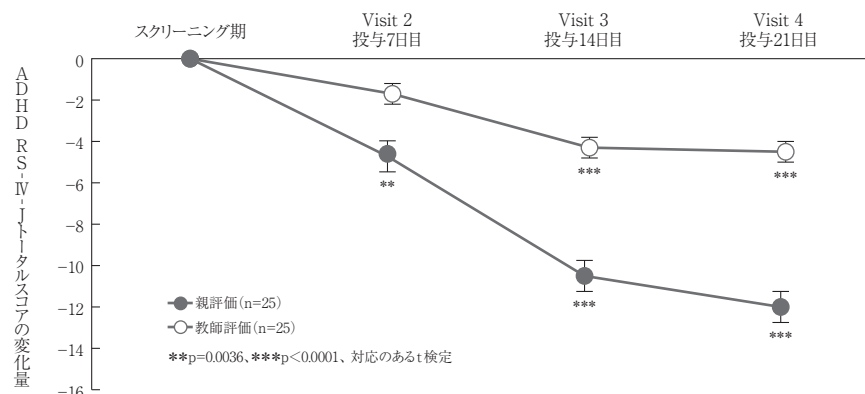 スクリーニング期
Visit 2
投与7日目
Visit 3
投与14日目
Visit 4
投与21日目
ADHD RS-Ⅳ-Jトータルスコアの変化量
0
−2
−4
−6
−8
−10
−12
−14
−16
**
***
***
***
***
親評価(n=25)
教師評価(n=25)
**p=0.0036、***p<0.0001、対応のあるt検定